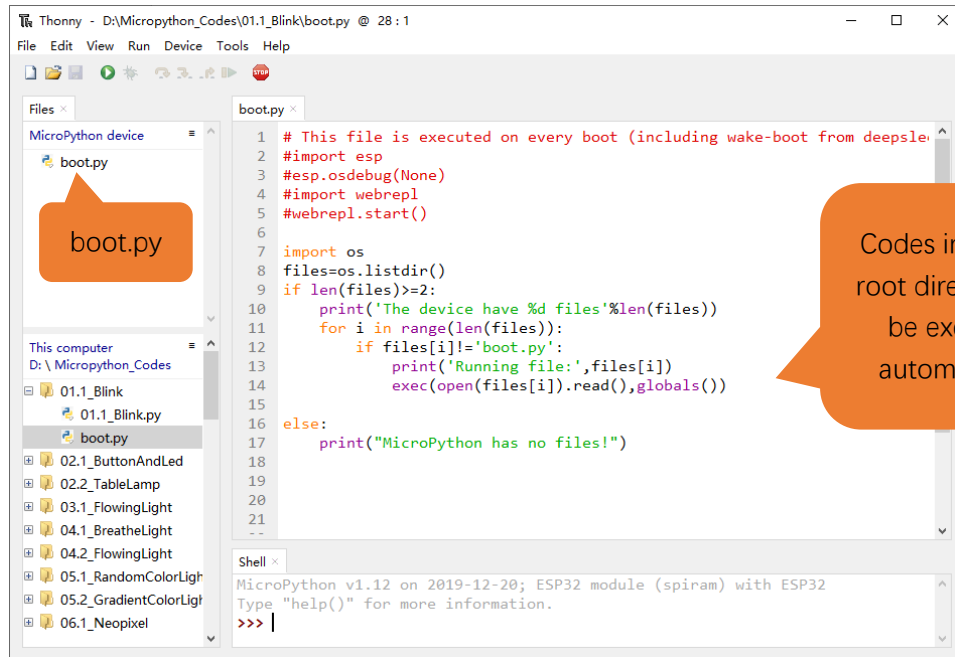 Thonny - D:\Micropython_Codes\01.1_Blink\boot.py @ 28 : 1
File Edit View Run Device Tools Help
STOP
Files
MicroPython device
boot.py
boot.py
This computer
D: \ Micropython_Codes
01.1_Blink
01.1_Blink.py
boot.py
02.1_ButtonAndLed
02.2_TableLamp
03.1_FlowingLight
04.1_BreatheLight
04.2_FlowingLight
05.1_RandomColorLigh
05.2_GradientColorLigh
06.1_Neopixel
boot.py
1 # This file is executed on every boot (including wake-boot from deepslee
2 #import esp
3 #esp.osdebug(None)
4 #import webrepl
5 #webrepl.start()
6
7 import os
8 files=os.listdir()
9 if len(files)>=2:
10     print('The device have %d files'%len(files))
11     for i in range(len(files)):
12         if files[i]!='boot.py':
13             print('Running file:',files[i])
14             exec(open(files[i]).read(),globals())
15
16 else:
17     print("MicroPython has no files!")
18
19
20
21
Codes i
root dire
be exe
autom
Shell
MicroPython v1.12 on 2019-12-20; ESP32 module (spiram) with ESP32
Type "help()" for more information.
>>>